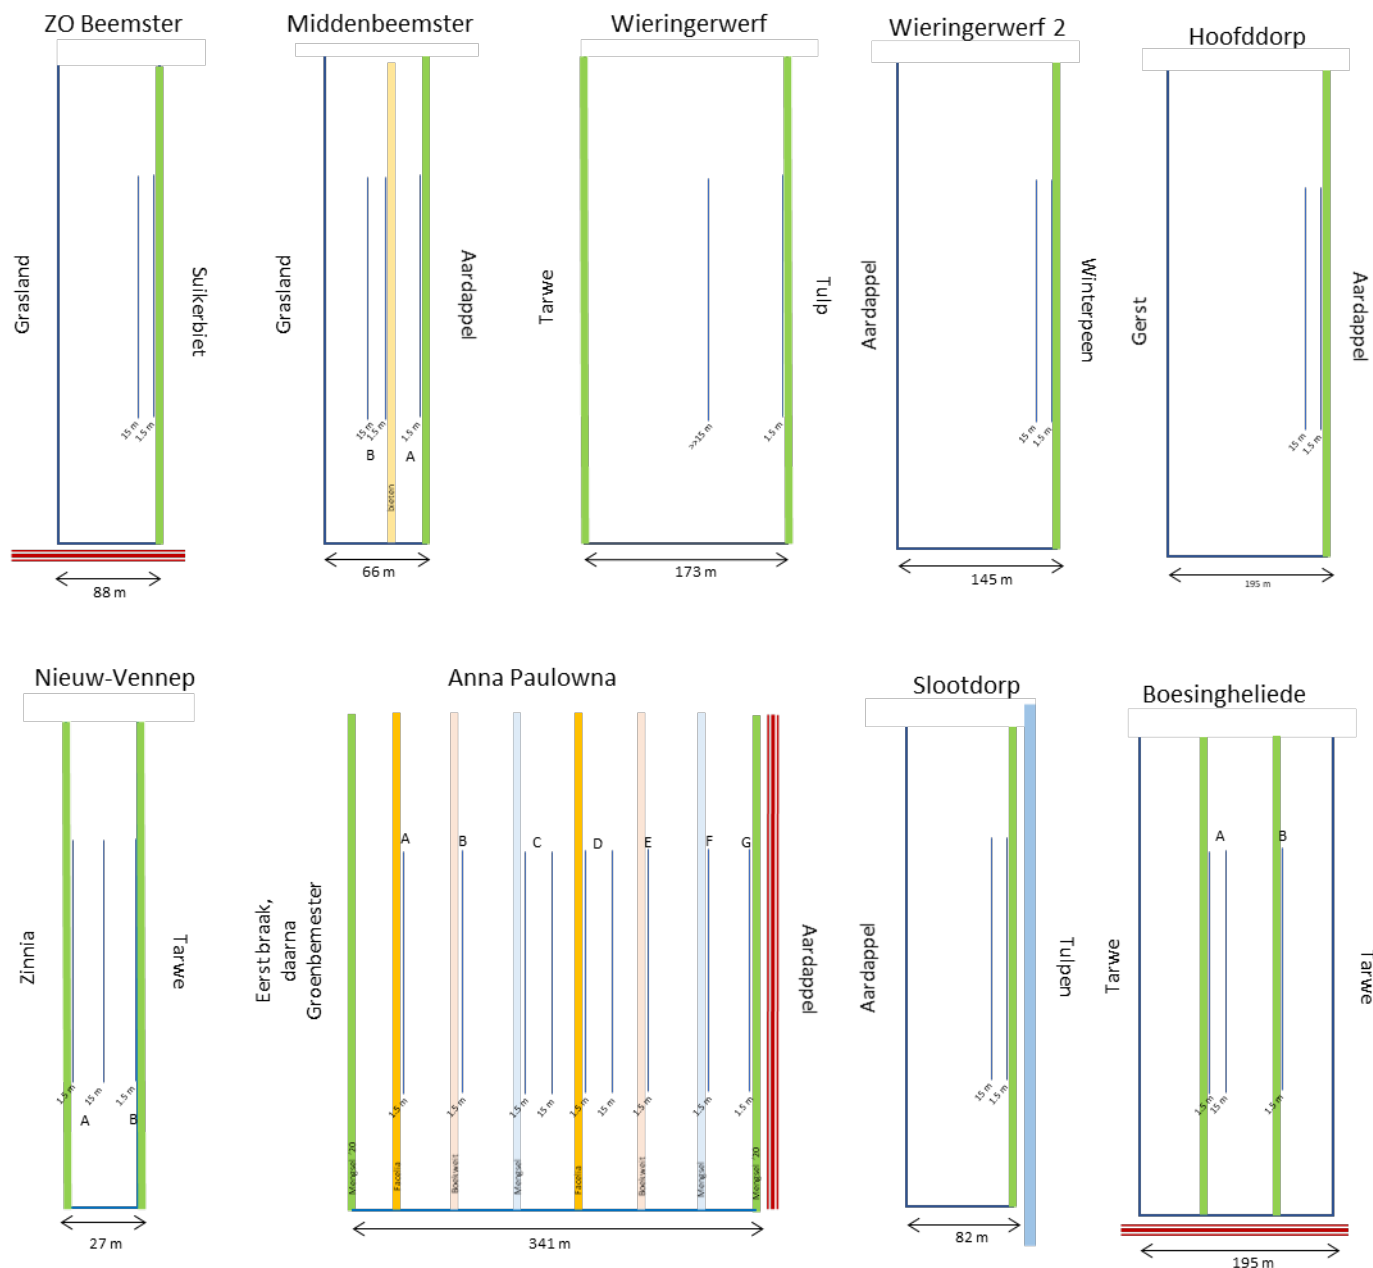 ZO Beemster
Grasland
Suikerbiet
15 m
1.5 m
88 m
Middenbeemster
Grasland
Aardappel
15 m
1.5 m
1.5 m
B
A
bieten
66 m
Wieringerwerf
Tarwe
Tulp
>>15 m
1.5 m
173 m
Wieringerwerf 2
Aardappel
Winterpeen
15 m
1.5 m
145 m
Hoofddorp
Gerst
Aardappel
15 m
1.5 m
195 m
Nieuw-Vennep
Zinnia
Tarwe
1.5 m
15 m
1.5 m
A
B
27 m
Anna Paulowna
Eerst braak,
daarna
Groenbemester
A
B
C
D
E
F
G
1.5 m
1.5 m
1.5 m
15 m
1.5 m
15 m
1.5 m
1.5 m
1.5 m
Mengsel '20
Facelia
Boekweit
Mengsel
Facelia
Boekweit
Mengsel
Mengsel '20
Aardappel
341 m
Slootdorp
Aardappel
Tulpen
15 m
1.5 m
82 m
Boesingheliede
Tarwe
A
B
1.5 m
15 m
1.5 m
Tarwe
195 m